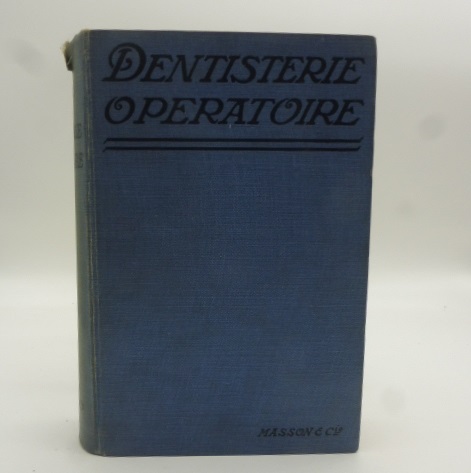 DENTISTERIE
OPERATOIRE
MASSON & Cie